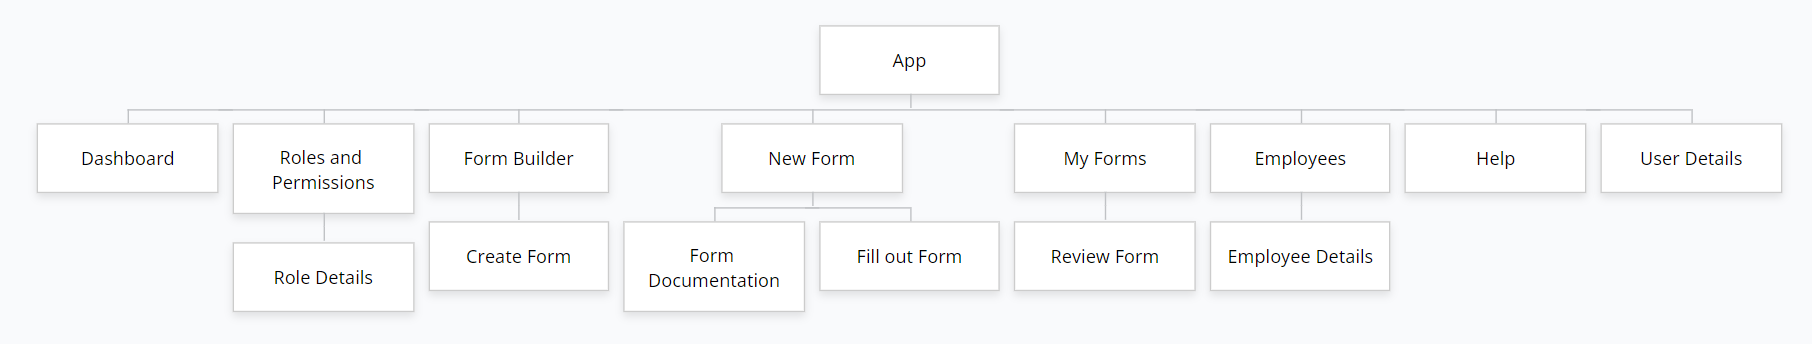 App
Dashboard
Roles and
Permissions
Form Builder
New Form
My Forms
Employees
Help
User Details
Role Details
Create Form
Form
Documentation
Fill out Form
Review Form
Employee Details